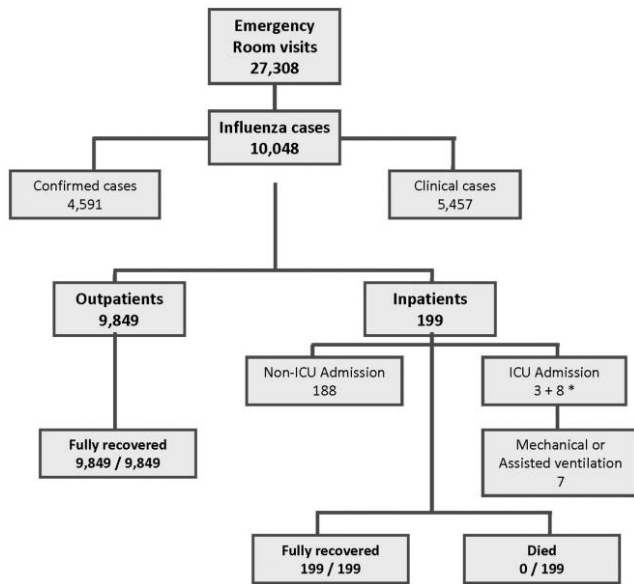 Emergency
Room visits
27,308
Influenza cases
10,048
Confirmed cases
4,591
Clinical cases
5,457
Outpatients
9,849
Inpatients
199
Non-ICU Admission
188
ICU Admission
3 + 8 *
Fully recovered
9,849 / 9,849
Mechanical or
Assisted ventilation
7
Fully recovered
199 / 199
Died
0 / 199